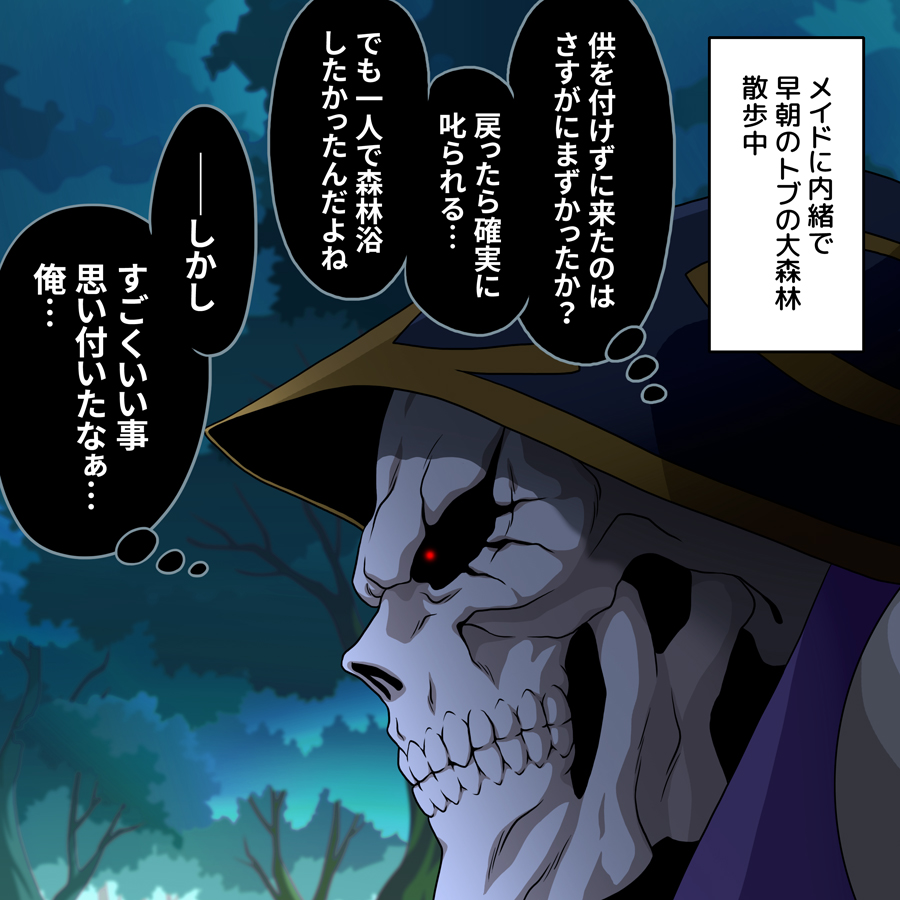 メイドに内緒で
早朝のトブの大森林
散歩中
供を付けずに来たのは
さすがにまずかったか?
戻ったら確実に
叱られる…
でも一人で森林浴
したかったんだよね
──しかし
すごくいい事
思い付いたなぁ…
俺…